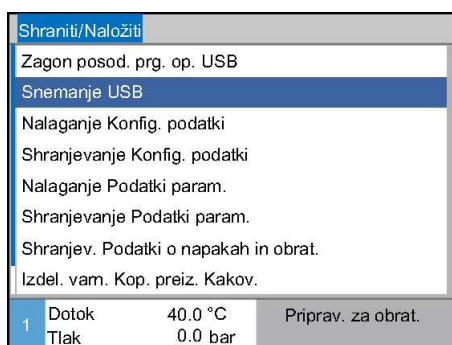 Shraniti/Naložiti
Zagon posod. prg. op. USB
Snemanje USB
Nalaganje Konfig. podatki
Shranjevanje Konfig. podatki
Nalaganje Podatki param.
Shranjevanje Podatki param.
Shranjev. Podatki o napakah in obrat.
Izdel. varn. Kop. preiz. Kakov.
1 Dotok 40.0 °C Priprav. za obrat.
Tlak 0.0 bar